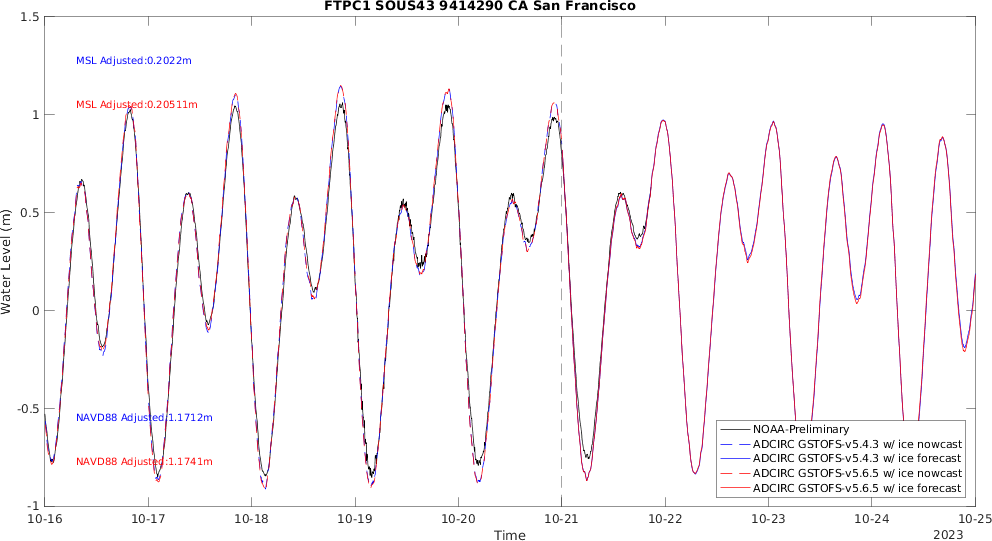 FTPC1 SOUS43 9414290 CA San Francisco
1.5
MSL Adjusted:0.2022m
MSL Adjusted:0.20511m
1
0.5
Water Level (m)
0
-0.5
NAVD88 Adjusted:1.1712m
NAVD88 Adjusted:1.1741m
NOAA-Preliminary
ADCIRC GSTOFS-v5.4.3 w/ ice nowcast
ADCIRC GSTOFS-v5.4.3 w/ ice forecast
ADCIRC GSTOFS-v5.6.5 w/ ice nowcast
ADCIRC GSTOFS-v5.6.5 w/ ice forecast
-1
10-16 10-17 10-18 10-19 10-20 10-21 10-22 10-23 10-24 10-25
Time
2023